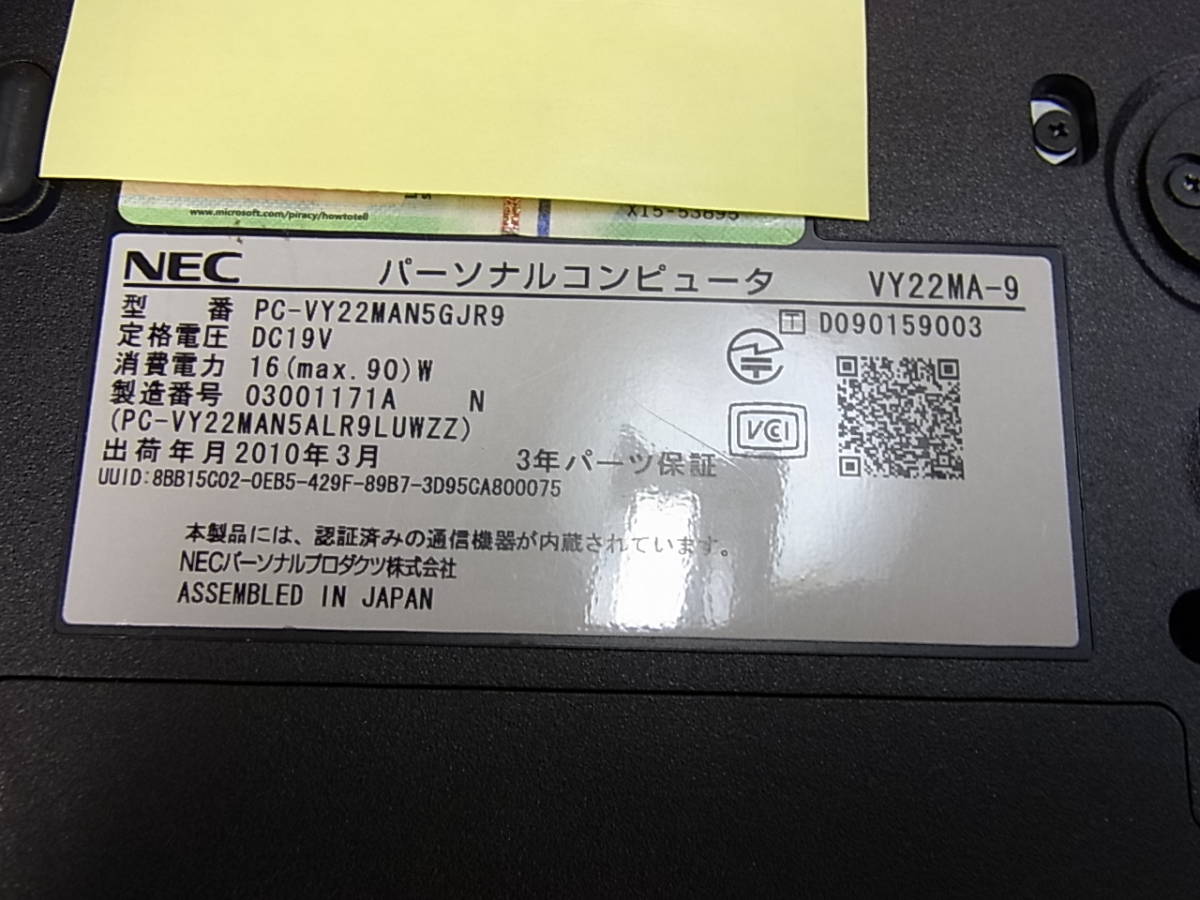 www.microsoft.com/piracy/howtotell
X15-53695
NEC パーソナルコンピュータ VY22MA-9
型番 PC-VY22MAN5GJR9
T D090159003
定格電圧 DC19V
消費電力 16(max.90)W
製造番号 03001171A N
(PC-VY22MAN5ALR9LUWZZ)
VCI
出荷年月 2010年3月
3年パーツ保証
UUID:8BB15C02-0EB5-429F-89B7-3D95CA800075
本製品には、認証済みの通信機器が内蔵されています。
NECパーソナルプロダクツ株式会社
ASSEMBLED IN JAPAN